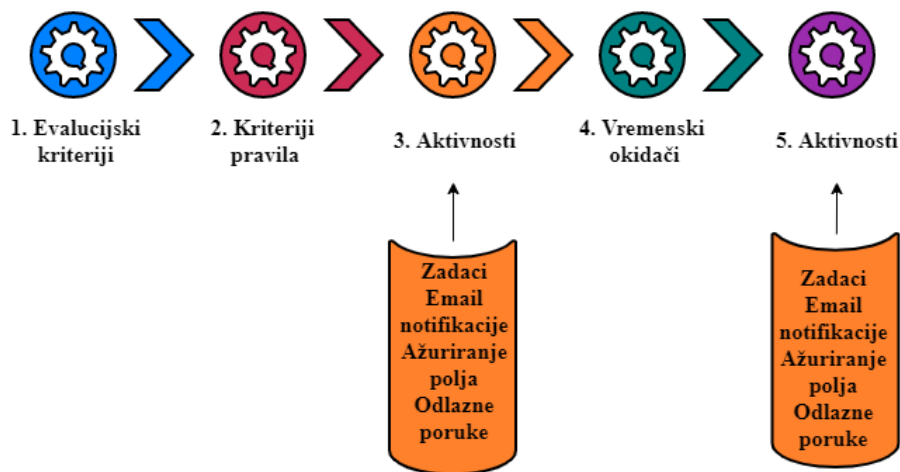 1. Evalucijski
kriteriji
2. Kriteriji
pravila
3. Aktivnosti
4. Vremenski
okidači
5. Aktivnosti
Zadaci
Email
notifikacije
Ažuriranje
polja
Odlazne
poruke
Zadaci
Email
notifikacije
Ažuriranje
polja
Odlazne
poruke